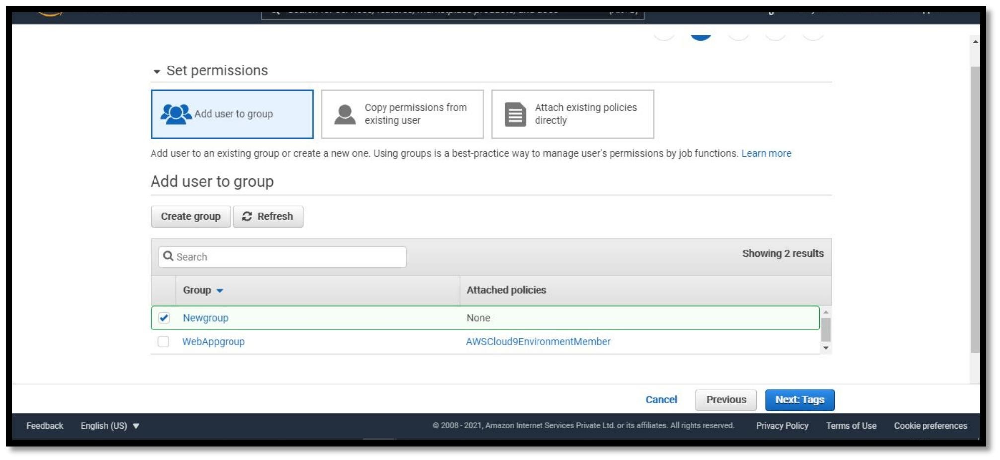 Set permissions
Add user to group
Copy permissions from
existing user
Attach existing policies
directly
Add user to an existing group or create a new one. Using groups is a best-practice way to manage user's permissions by job functions. Learn more
Add user to group
Create group
Refresh
Search
Showing 2 results
Group
Attached policies
Newgroup
None
WebAppgroup
AWSCloud9EnvironmentMember
Cancel
Previous
Next: Tags
Feedback
English (US)
© 2008 - 2021, Amazon Internet Services Private Ltd. or its affiliates. All rights reserved.
Privacy Policy
Terms of Use
Cookie preferences